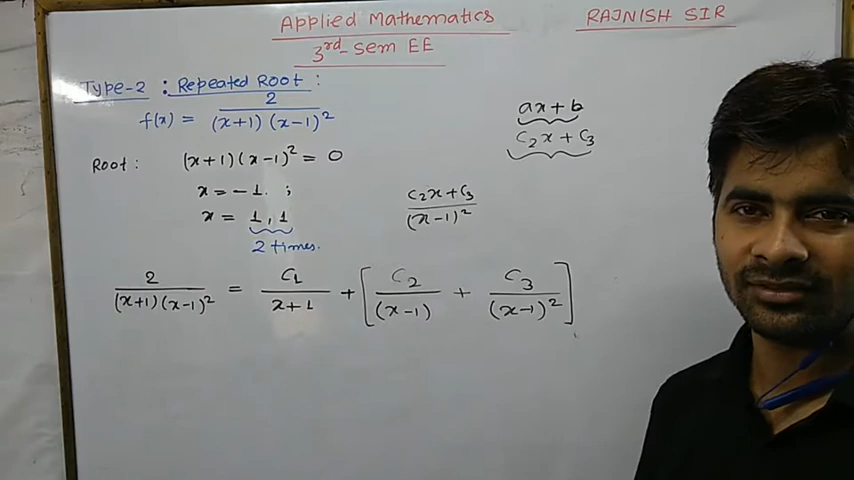 Applied Mathematics
RAJNISH SIR
3rd sem EE
Type-2 : Repeated Root :
f(x) = 2 / (x+1) (x-1)²
ax+b
C₂x + C₃
Root : (x+1)(x-1)² = 0
x = -1. ;
C₂x+C₃ / (x-1)²
x = 1, 1
2 times.
2 / (x+1)(x-1)² = C₁ / x+1 + [ C₂ / (x-1) + C₃ / (x-1)² ]